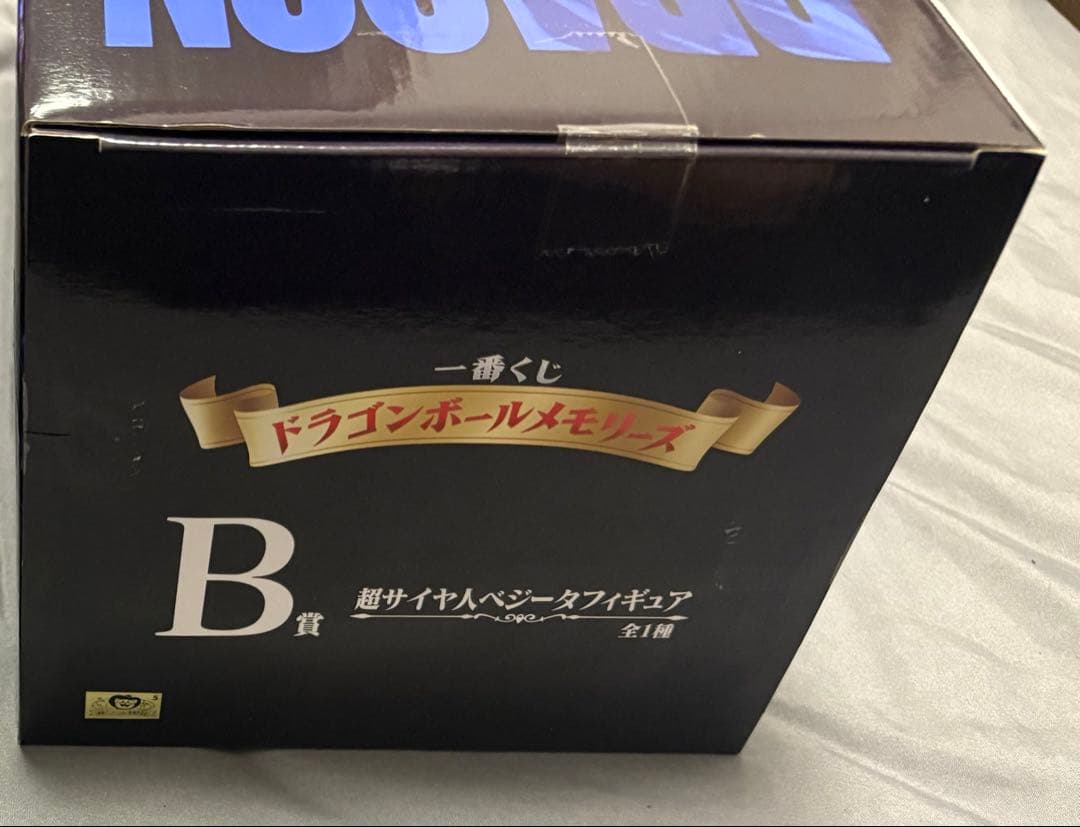 一番くじ
ドラゴンボールメモリーズ
B賞
超サイヤ人ベジータフィギュア
全1種